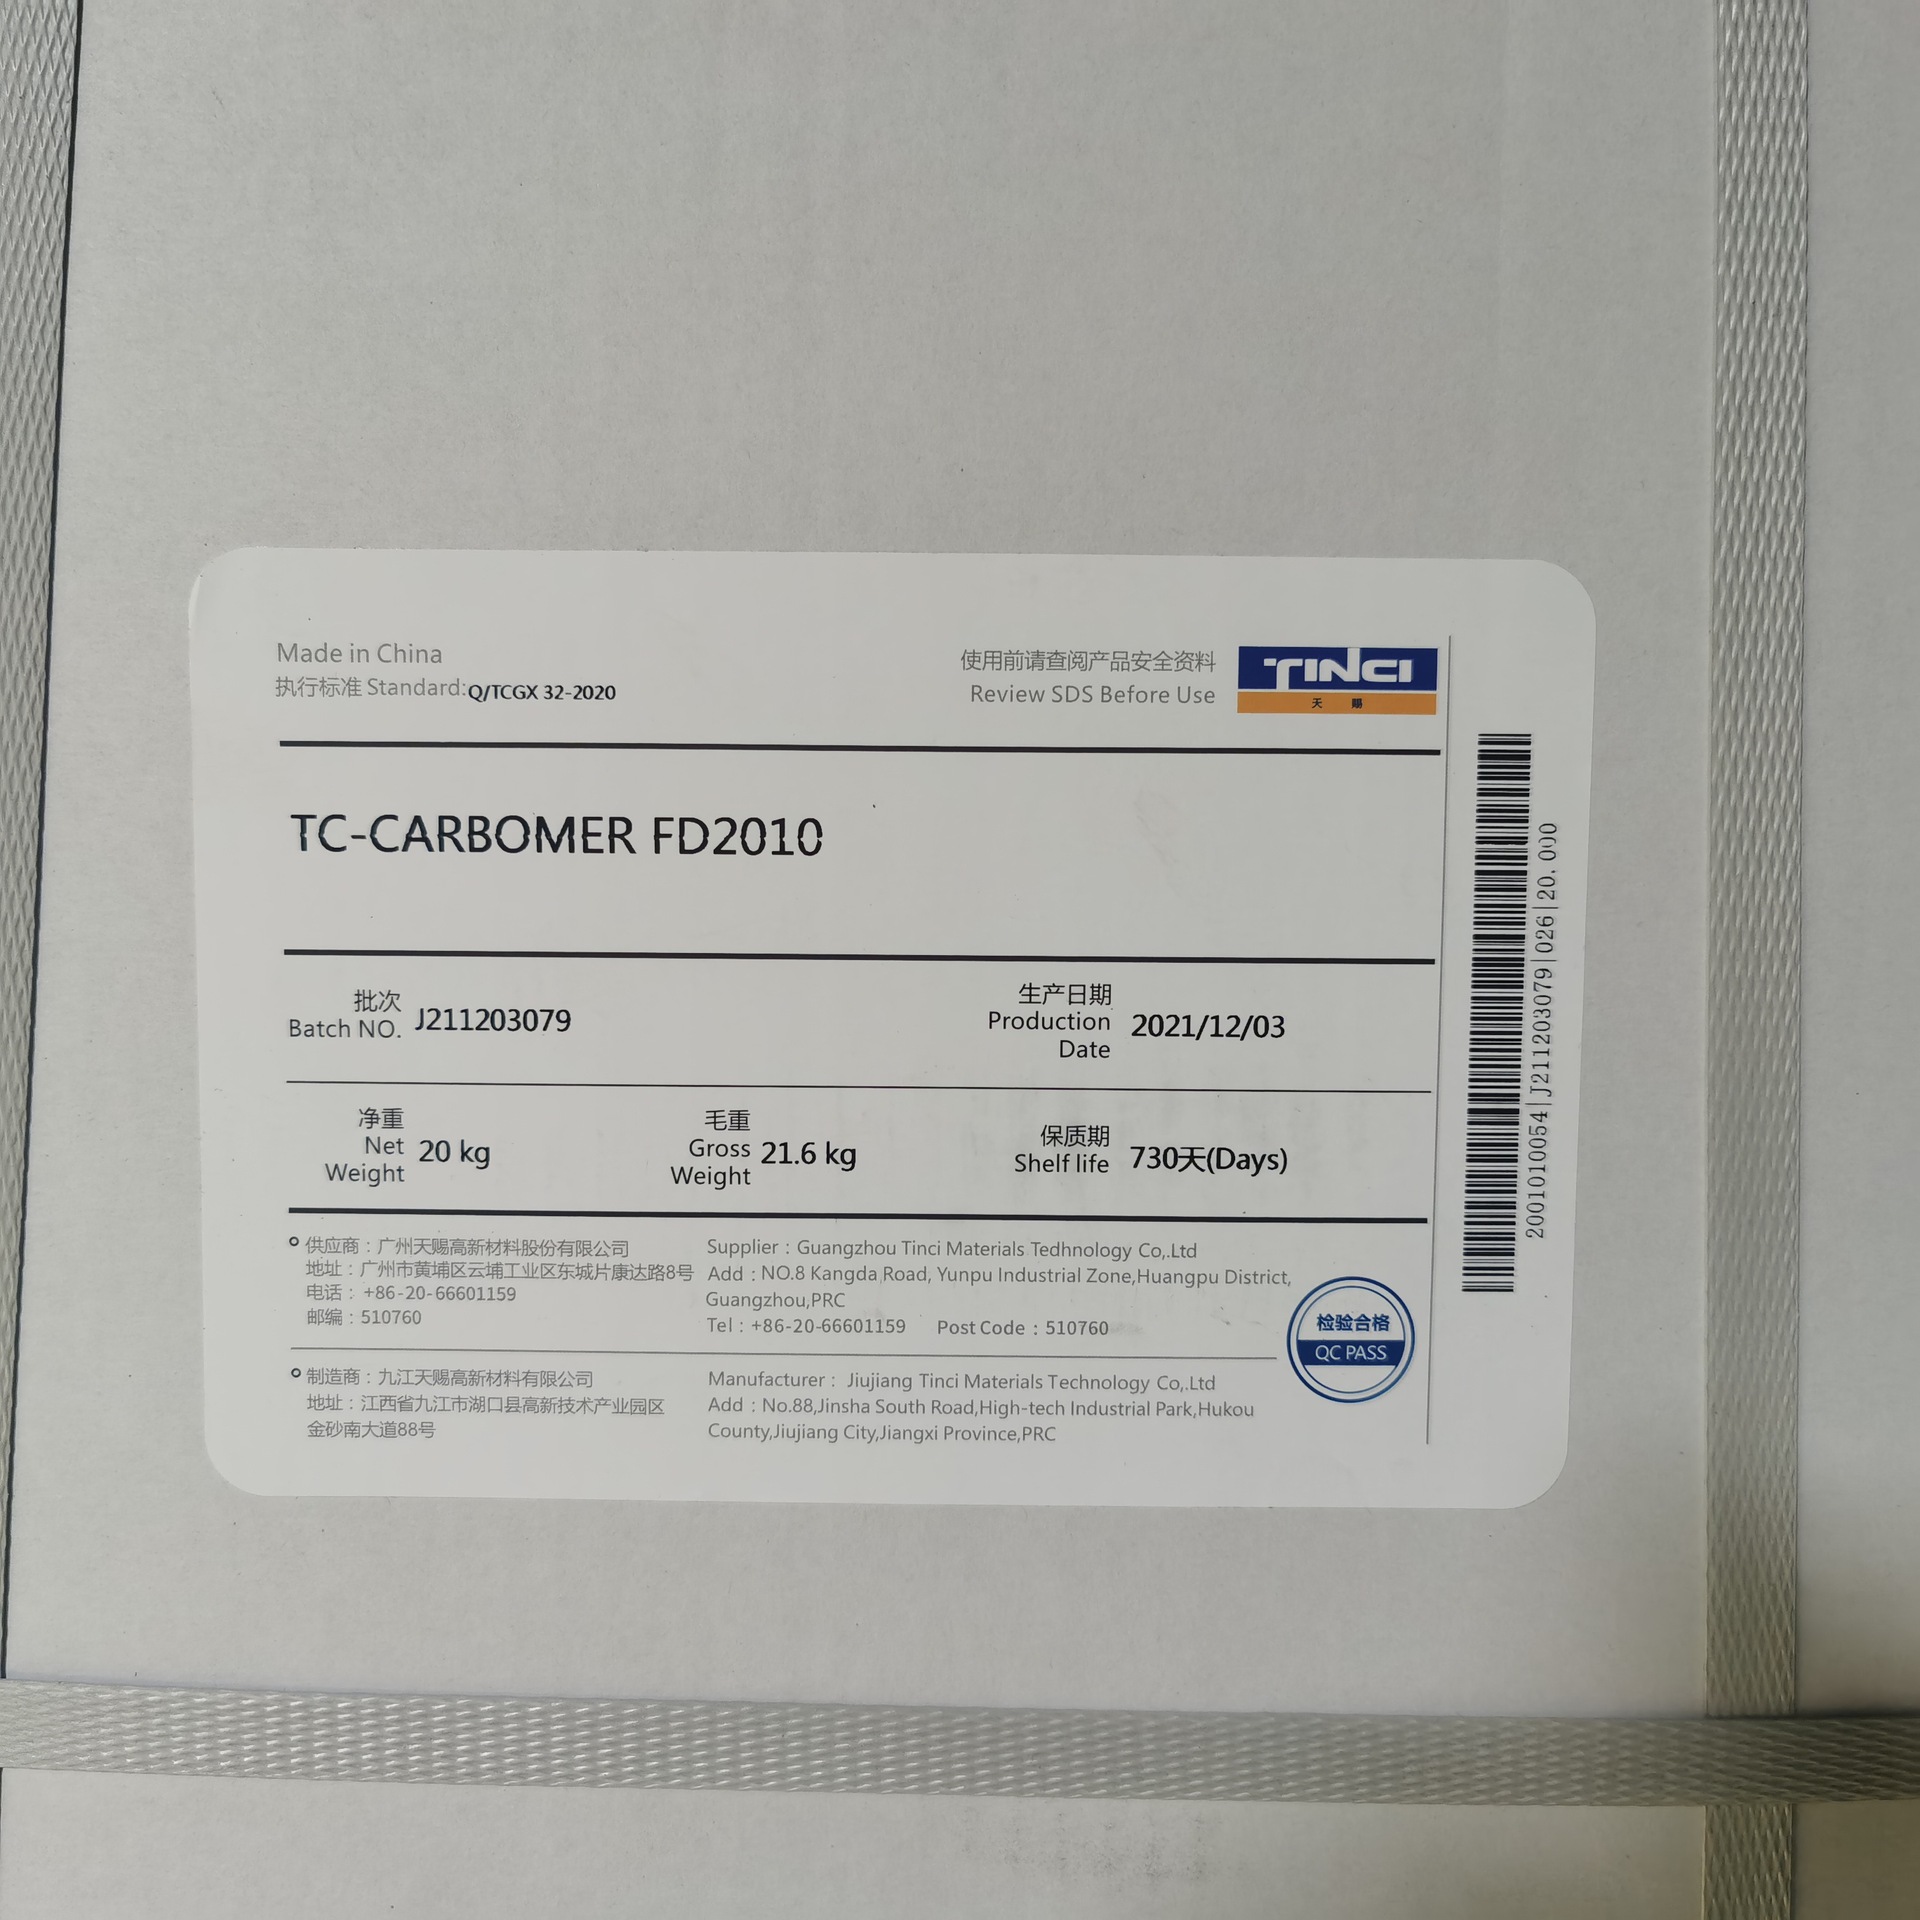 Made in China
执行标准 Standard:Q/TCGX 32-2020
使用前请查阅产品安全资料
Review SDS Before Use
TINCI
天 赐
TC-CARBOMER FD2010
批次
Batch NO. J211203079
生产日期
Production
Date
2021/12/03
净重
Net
Weight
20 kg
毛重
Gross
Weight
21.6 kg
保质期
Shelf life
730天(Days)
供应商：广州天赐高新材料股份有限公司
地址：广州市黄埔区云埔工业区东城片康达路8号
电话：+86-20-66601159
邮编：510760
Supplier：Guangzhou Tinci Materials Tedhnology Co,.Ltd
Add：NO.8 Kangda Road, Yunpu Industrial Zone,Huangpu District,
Guangzhou,PRC
Tel：+86-20-66601159 Post Code：510760
制造商：九江天赐高新材料有限公司
地址：江西省九江市湖口县高新技术产业园区
金砂南大道88号
Manufacturer：Jiujiang Tinci Materials Technology Co,.Ltd
Add：No.88,Jinsha South Road,High-tech Industrial Park,Hukou
County,Jiujiang City,Jiangxi Province,PRC
检验合格
QC PASS
2001010054|J211203079|026|20.000